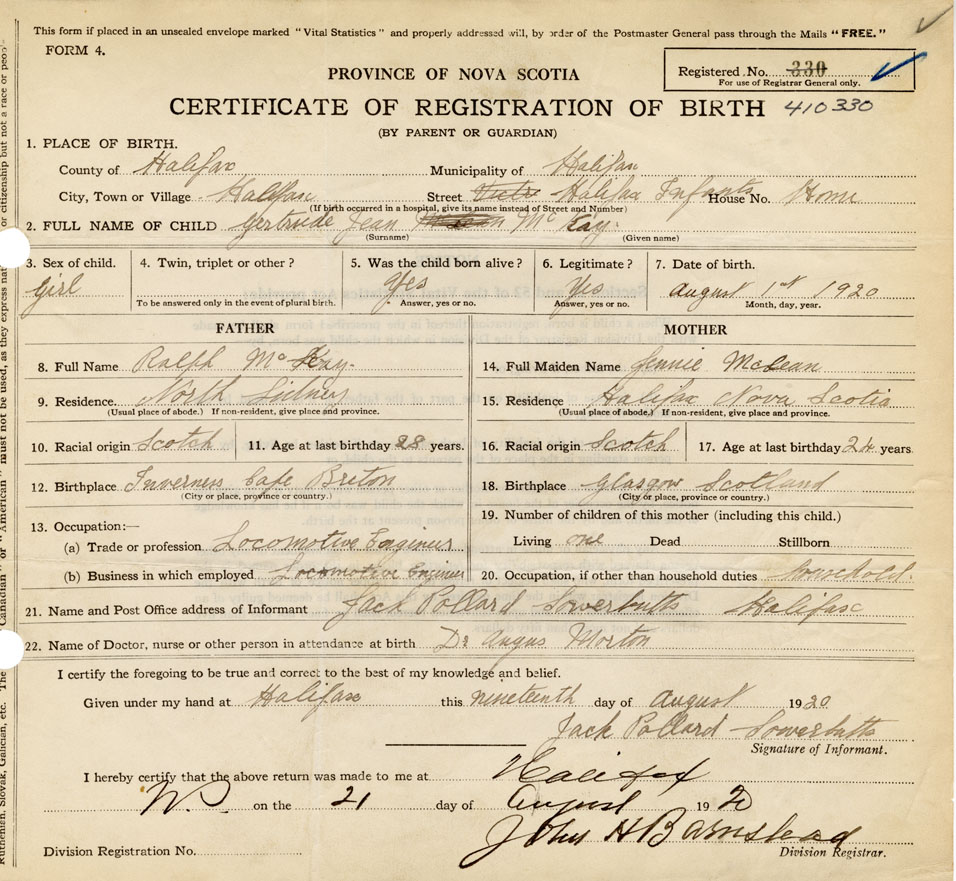 This form if placed in an unsealed envelope marked "Vital Statistics" and properly addressed will, by order of the Postmaster General pass through the Mails "FREE."
FORM 4.
Registered No. 330
For use of Registrar General only.
PROVINCE OF NOVA SCOTIA
CERTIFICATE OF REGISTRATION OF BIRTH 410330
(BY PARENT OR GUARDIAN)
1. PLACE OF BIRTH.
County of Halifax Municipality of Halifax
City, Town or Village Halifax Street Halifax Infants House No. Home
(If birth occurred in a hospital, give its name instead of Street and Number)
2. FULL NAME OF CHILD Gertrude Jean McKay.
(Surname) (Given name)
3. Sex of child. 4. Twin, triplet or other? 5. Was the child born alive? 6. Legitimate? 7. Date of birth.
Girl Yes Yes August 1st 1920
To be answered only in the event of plural birth. Answer, yes or no. Answer, yes or no. Month, day, year.
FATHER
8. Full Name Ralph McKay.
9. Residence. North Sidney
(Usual place of abode.) If non-resident, give place and province.
10. Racial origin Scotch 11. Age at last birthday 28 years.
12. Birthplace Inverness Cape Breton
(City or place, province or country.)
13. Occupation:—
(a) Trade or profession Locomotive Engineer
(b) Business in which employed Locomotive Engineer
MOTHER
14. Full Maiden Name Jennie McLean
15. Residence Halifax Nova Scotia
(Usual place of abode.) If non-resident, give place and province.
16. Racial origin Scotch 17. Age at last birthday 24 years.
18. Birthplace Glasgow Scotland
(City or place, province or country.)
19. Number of children of this mother (including this child.)
Living one Dead Stillborn
20. Occupation, if other than household duties Household.
21. Name and Post Office address of Informant Jack Pollard Sowerbutts Halifax
22. Name of Doctor, nurse or other person in attendance at birth Dr Angus Morton
I certify the foregoing to be true and correct to the best of my knowledge and belief.
Given under my hand at Halifax this nineteenth day of August 1920
Jack Pollard Sowerbutts
Signature of Informant.
I hereby certify that the above return was made to me at Halifax
N.S on the 21 day of August 1920
John H Barnstead
Division Registrar.
Division Registration No.